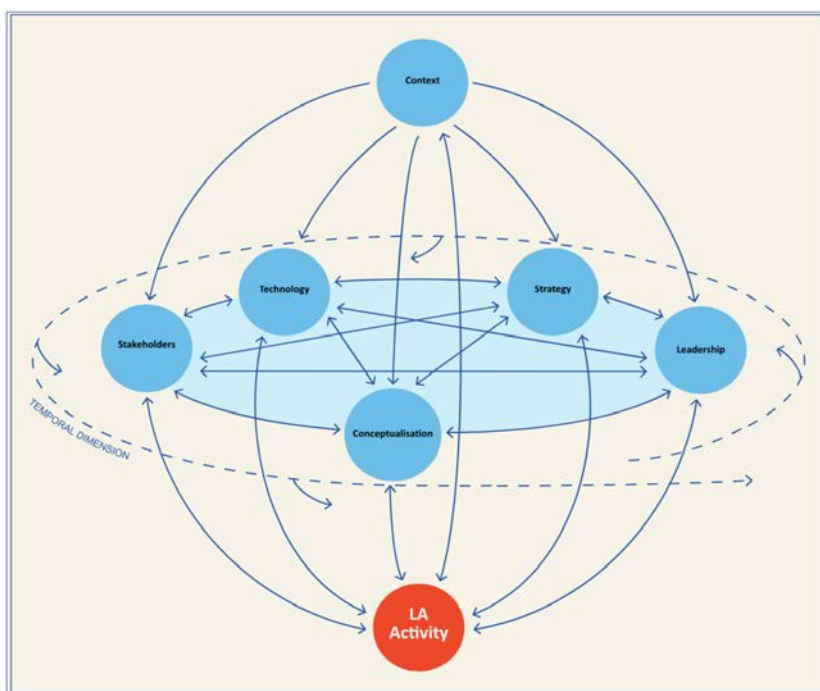 Context
Technology
Strategy
Stakeholders
Leadership
Conceptualisation
TEMPORAL DIMENSION
LA
Activity